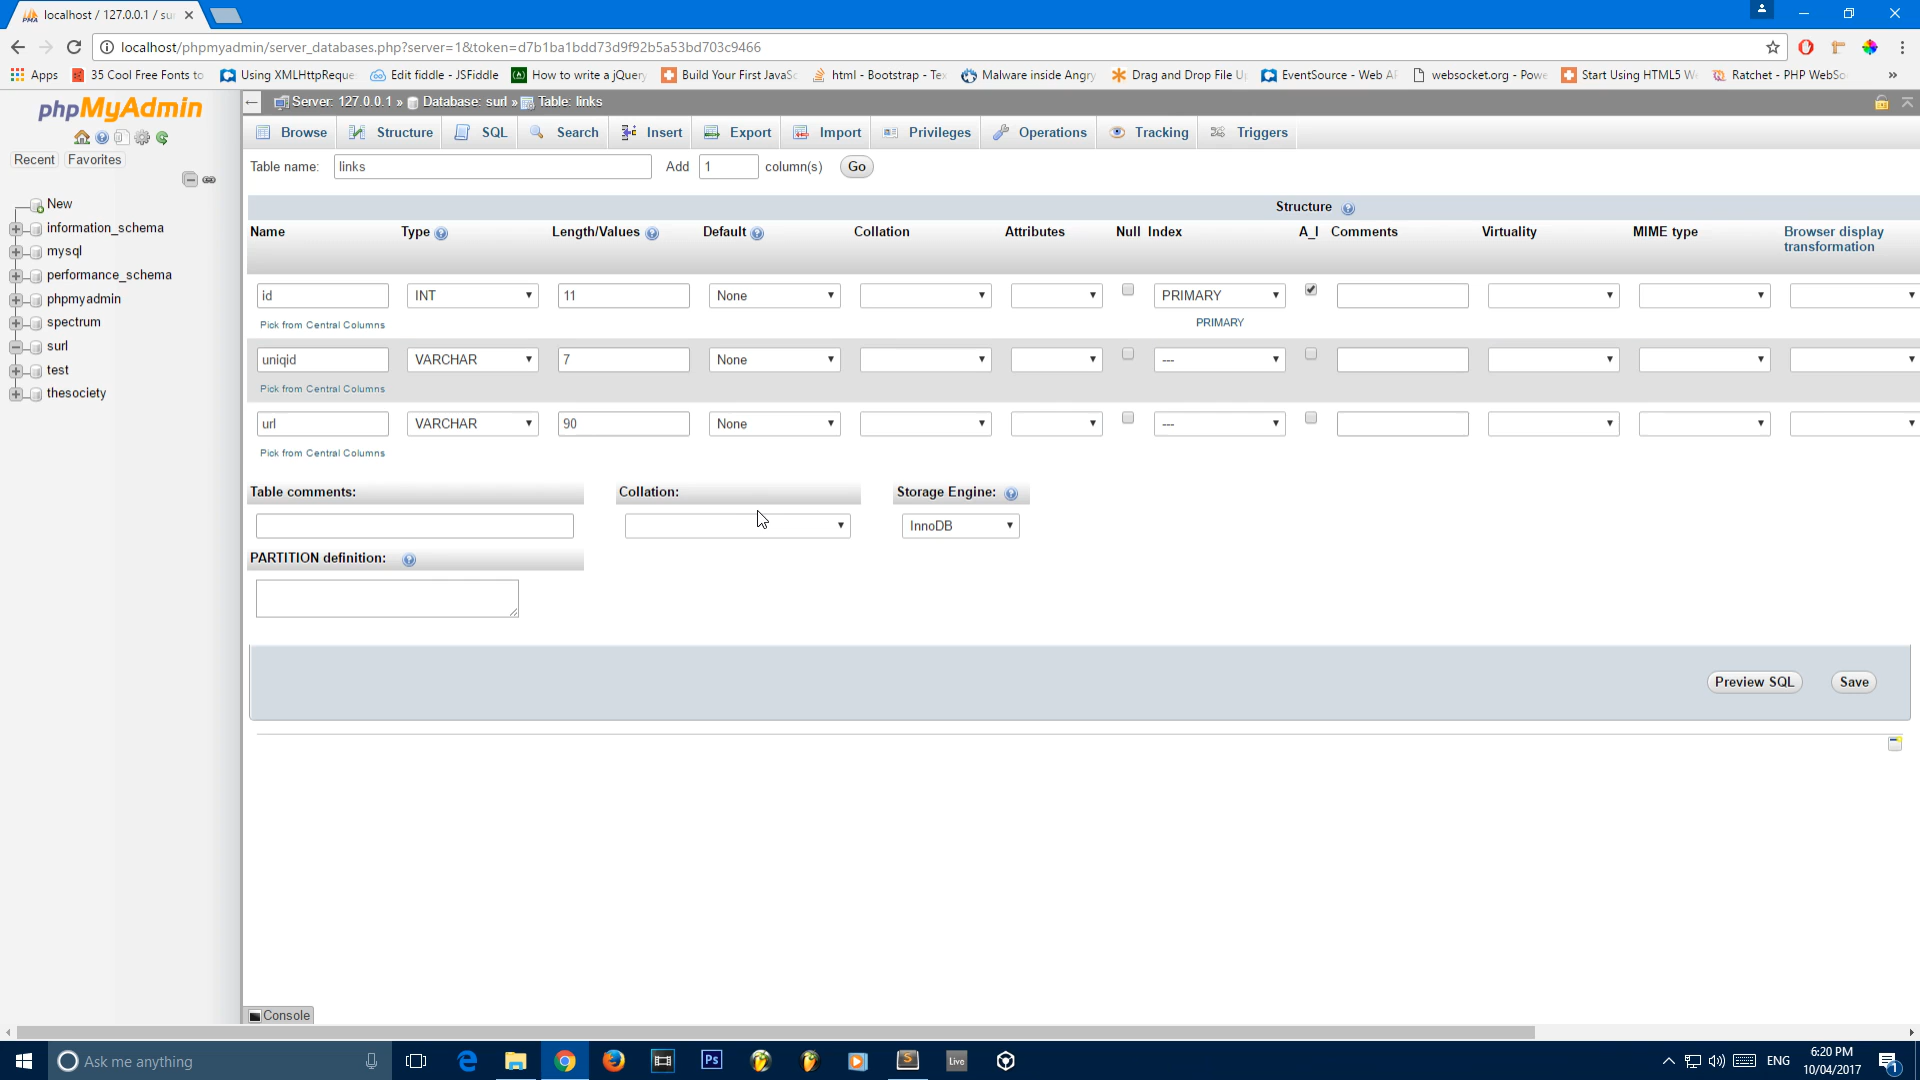 localhost / 127.0.0.1 / su
localhost/phpmyadmin/server_databases.php?server=1&token=d7b1ba1bdd73d9f92b5a53bd703c9466
Apps 35 Cool Free Fonts to Using XMLHttpReque Edit fiddle - JSFiddle How to write a jQuery Build Your First JavaSc html - Bootstrap - Tex Malware inside Angry Drag and Drop File U EventSource - Web AP websocket.org - Powe Start Using HTML5 W Ratchet - PHP WebSo »
phpMyAdmin
Recent Favorites
New
information_schema
mysql
performance_schema
phpmyadmin
spectrum
surl
test
thesociety
Server: 127.0.0.1 » Database: surl » Table: links
Browse Structure SQL Search Insert Export Import Privileges Operations Tracking Triggers
Table name: links Add 1 column(s) Go
Structure
Name Type Length/Values Default Collation Attributes Null Index A_I Comments Virtuality MIME type Browser display transformation
id INT 11 None PRIMARY
Pick from Central Columns PRIMARY
uniqid VARCHAR 7 None ---
Pick from Central Columns
url VARCHAR 90 None ---
Pick from Central Columns
Table comments: Collation: Storage Engine:
InnoDB
PARTITION definition:
Preview SQL Save
Console
Ask me anything
Ps
Live
ENG
6:20 PM
10/04/2017
1